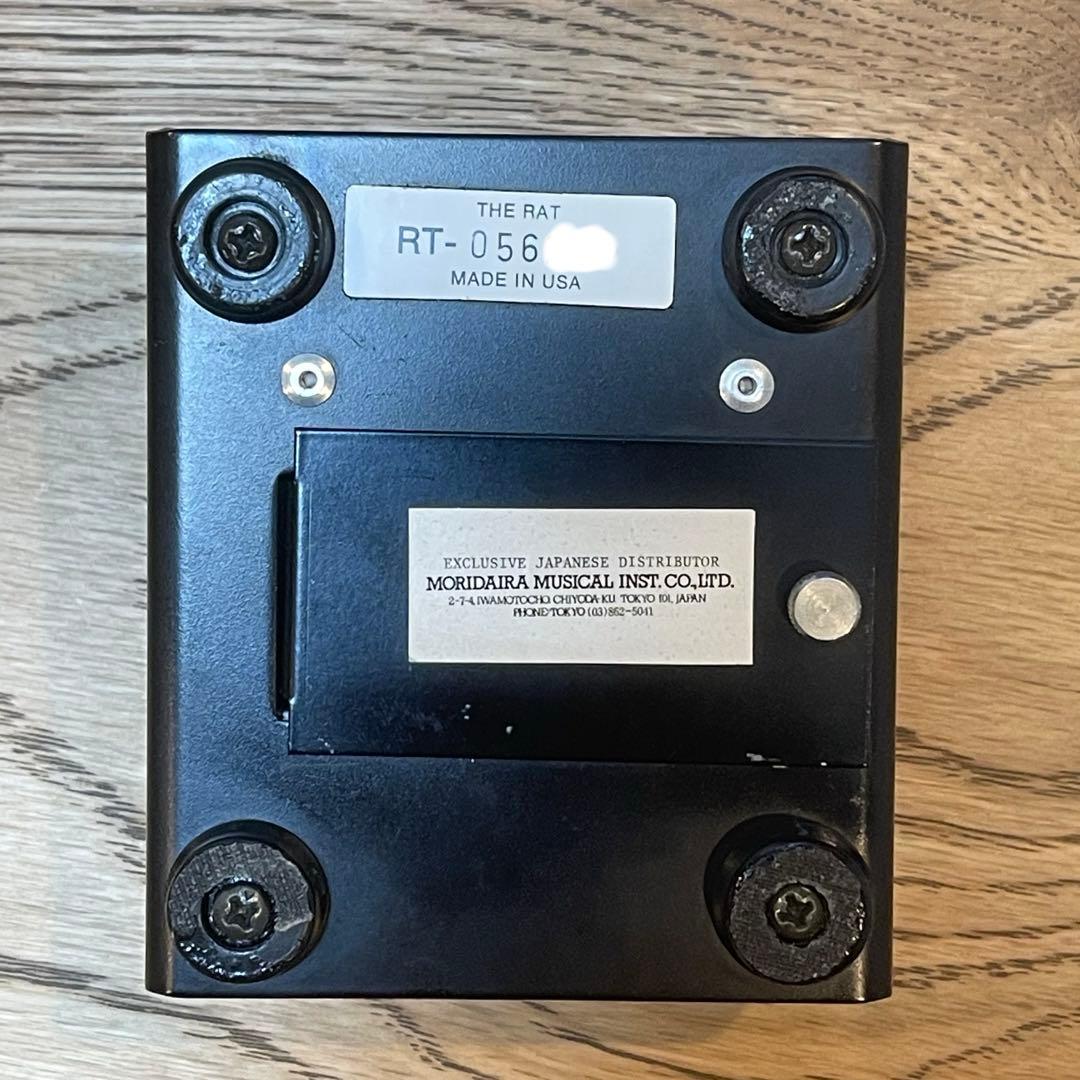 THE RAT
RT-056
MADE IN USA
EXCLUSIVE JAPANESE DISTRIBUTOR
MORIDAIRA MUSICAL INST. CO.,LTD.
2-7-4, IWAMOTOCHO, CHIYODA-KU TOKYO 101, JAPAN
PHONE-TOKYO (03)862-5041